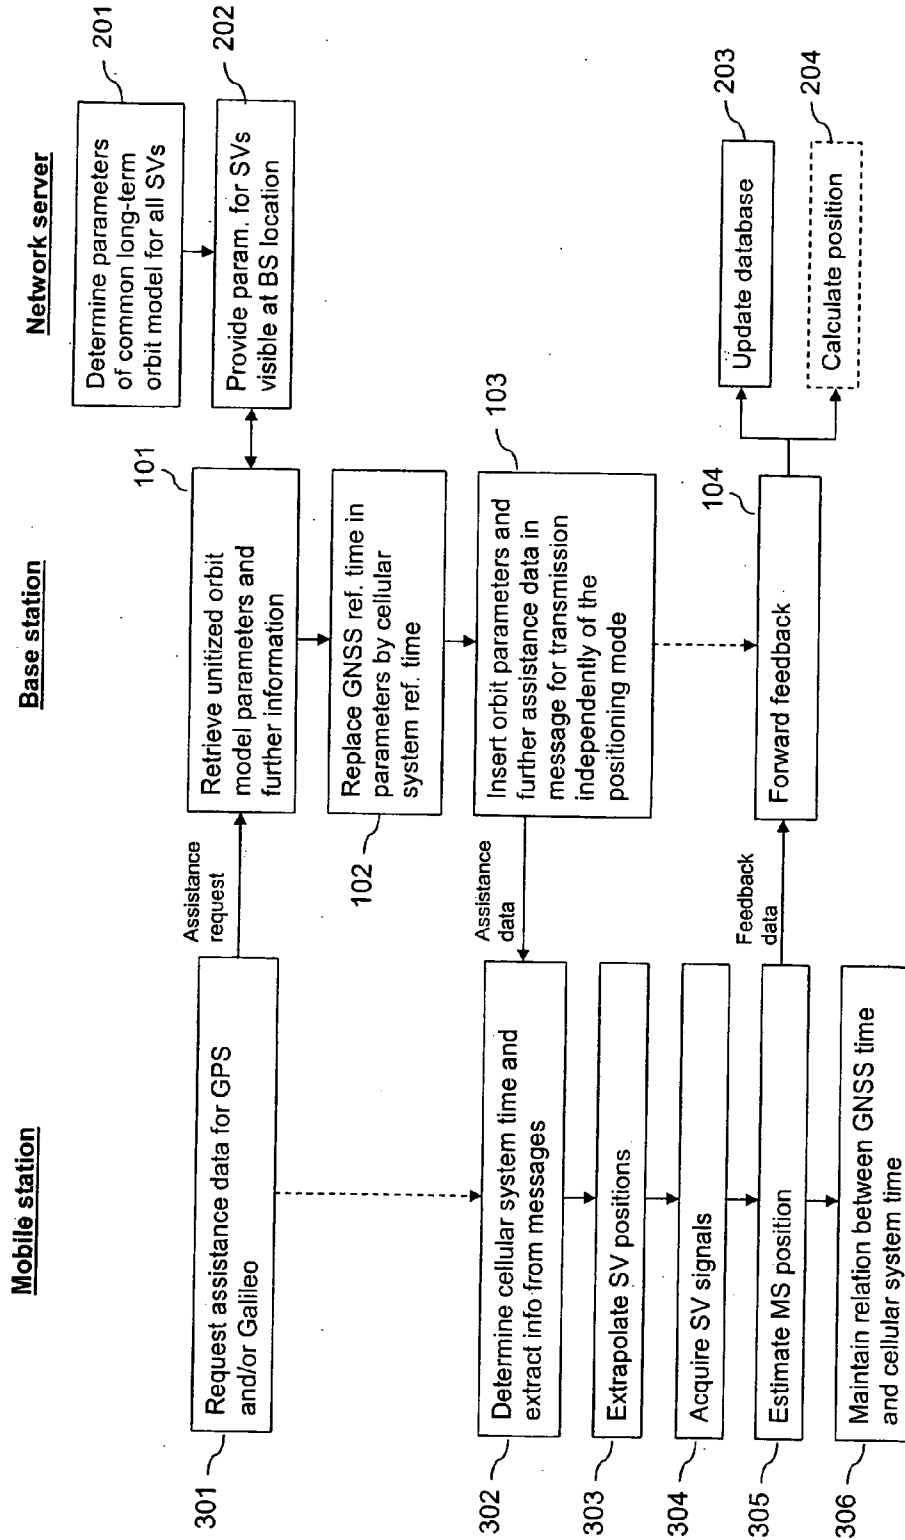 Mobile station
Base station
Network server
301
Request assistance data for GPS
and/or Galileo
Assistance
request
101
Retrieve unitized orbit
model parameters and
further information
201
Determine parameters
of common long-term
orbit model for all SVs
202
Provide param. for SVs
visible at BS location
102
Replace GNSS ref. time in
parameters by cellular
system ref. time
103
Insert orbit parameters and
further assistance data in
message for transmission
independently of the
positioning mode
Assistance
data
302
Determine cellular system time and
extract info from messages
303
Extrapolate SV positions
304
Acquire SV signals
305
Estimate MS position
Feedback
data
104
Forward feedback
203
Update database
204
Calculate position
306
Maintain relation between GNSS time
and cellular system time